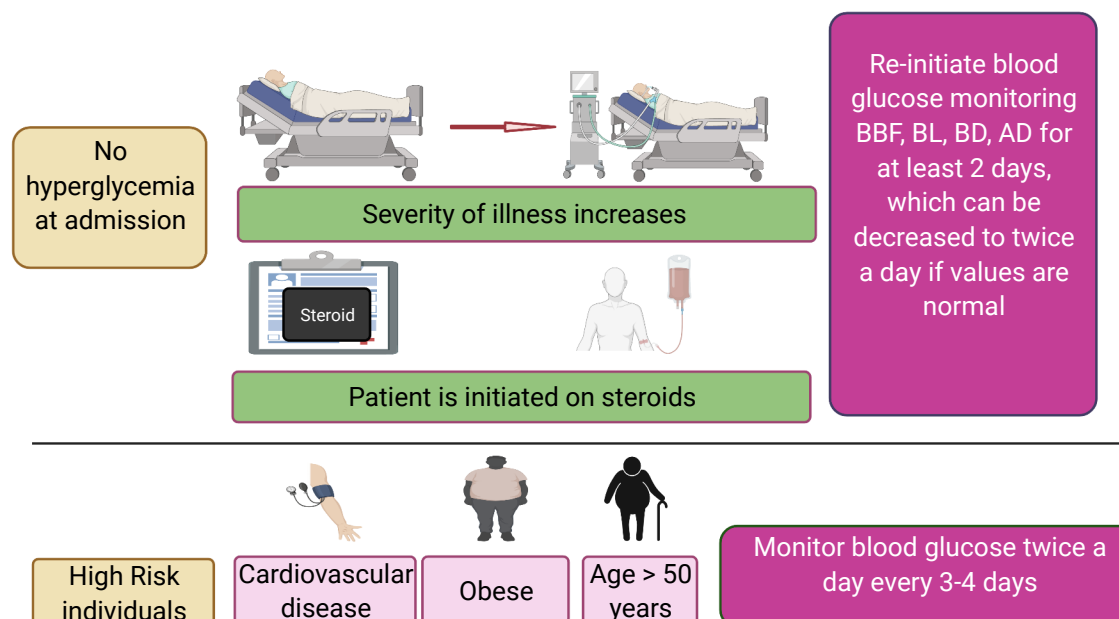 No
hyperglycemia
at admission
Severity of illness increases
Steroid
Patient is initiated on steroids
Re-initiate blood
glucose monitoring
BBF, BL, BD, AD for
at least 2 days,
which can be
decreased to twice
a day if values are
normal
High Risk
individuals
Cardiovascular
disease
Obese
Age > 50
years
Monitor blood glucose twice a
day every 3-4 days